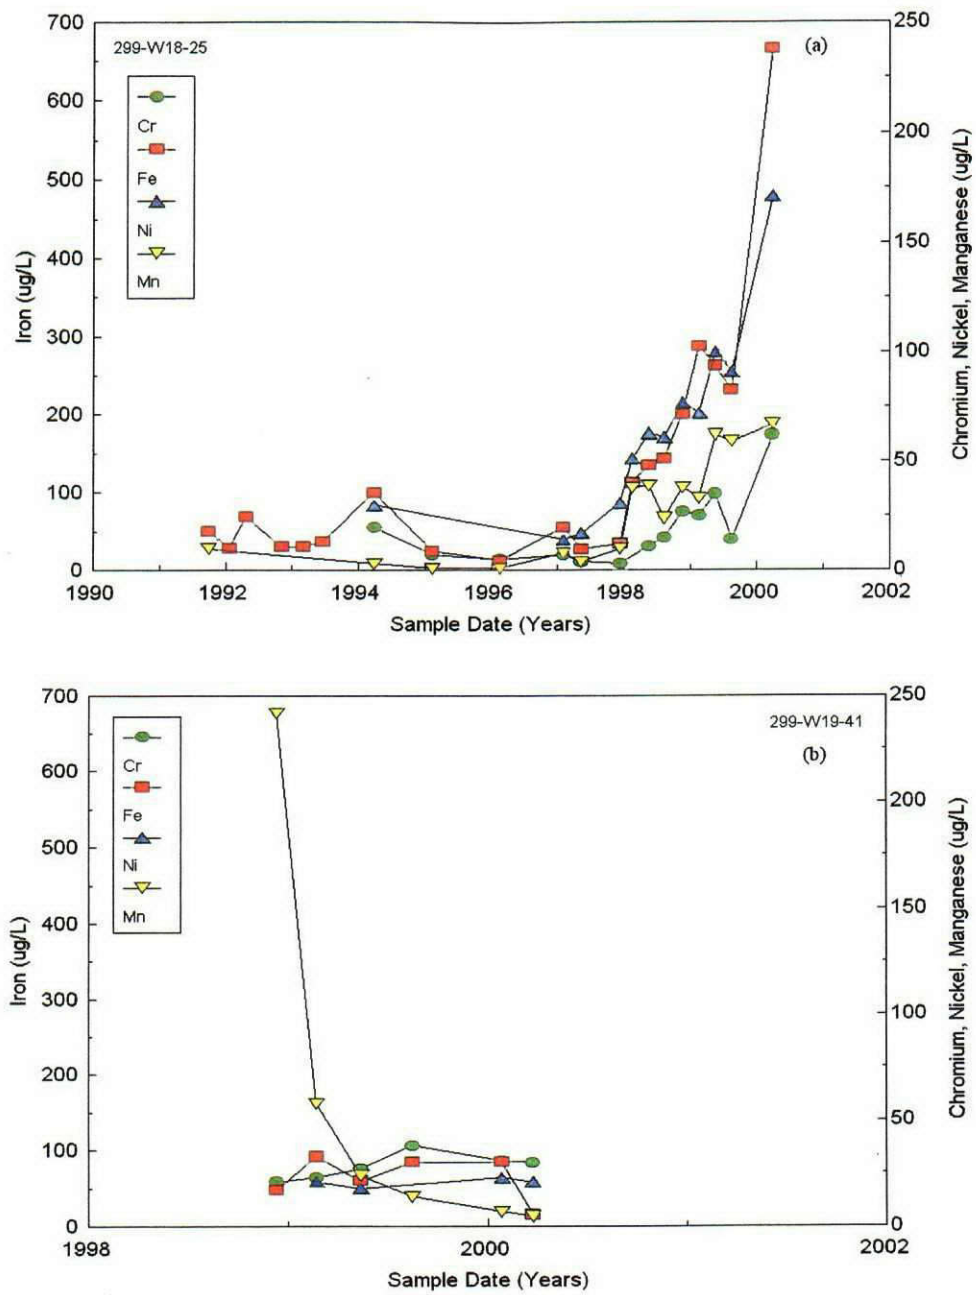 299-W18-25
(a)
Cr
Fe
Ni
Mn
700
600
500
400
300
200
100
0
Iron (ug/L)
250
200
150
100
50
0
Chromium, Nickel, Manganese (ug/L)
1990 1992 1994 1996 1998 2000 2002
Sample Date (Years)
299-W19-41
(b)
Cr
Fe
Ni
Mn
700
600
500
400
300
200
100
0
Iron (ug/L)
250
200
150
100
50
0
Chromium, Nickel, Manganese (ug/L)
1998 2000 2002
Sample Date (Years)